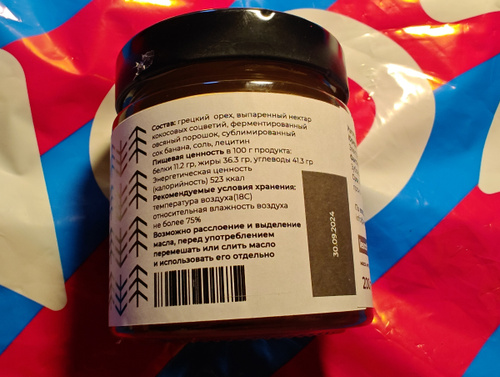 Состав: грецкий орех, выпаренный нектар
кокосовых соцветий, ферментированный
овсяный порошок, сублимированный
сок банана, соль, лецитин
Пищевая ценность в 100 г продукта:
белки 11.2 гр, жиры 36.3 гр, углеводы 41.3 гр
Энергетическая ценность
(калорийность) 523 ккал
Рекомендуемые условия хранения:
температура воздуха(18С)
относительная влажность воздуха
не более 75%
Возможно расслоение и выделение
масла, перед употреблением
перемешать или слить масло
и использовать его отдельно
30.09.2024